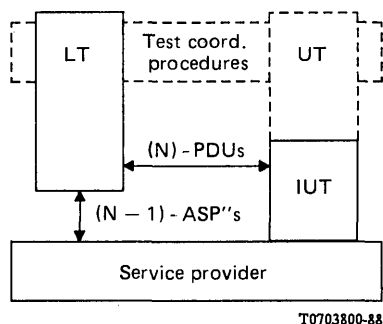 LT
Test coord.
procedures
UT
(N) - PDUs
IUT
(N − 1) - ASP''s
Service provider
T0703800-88